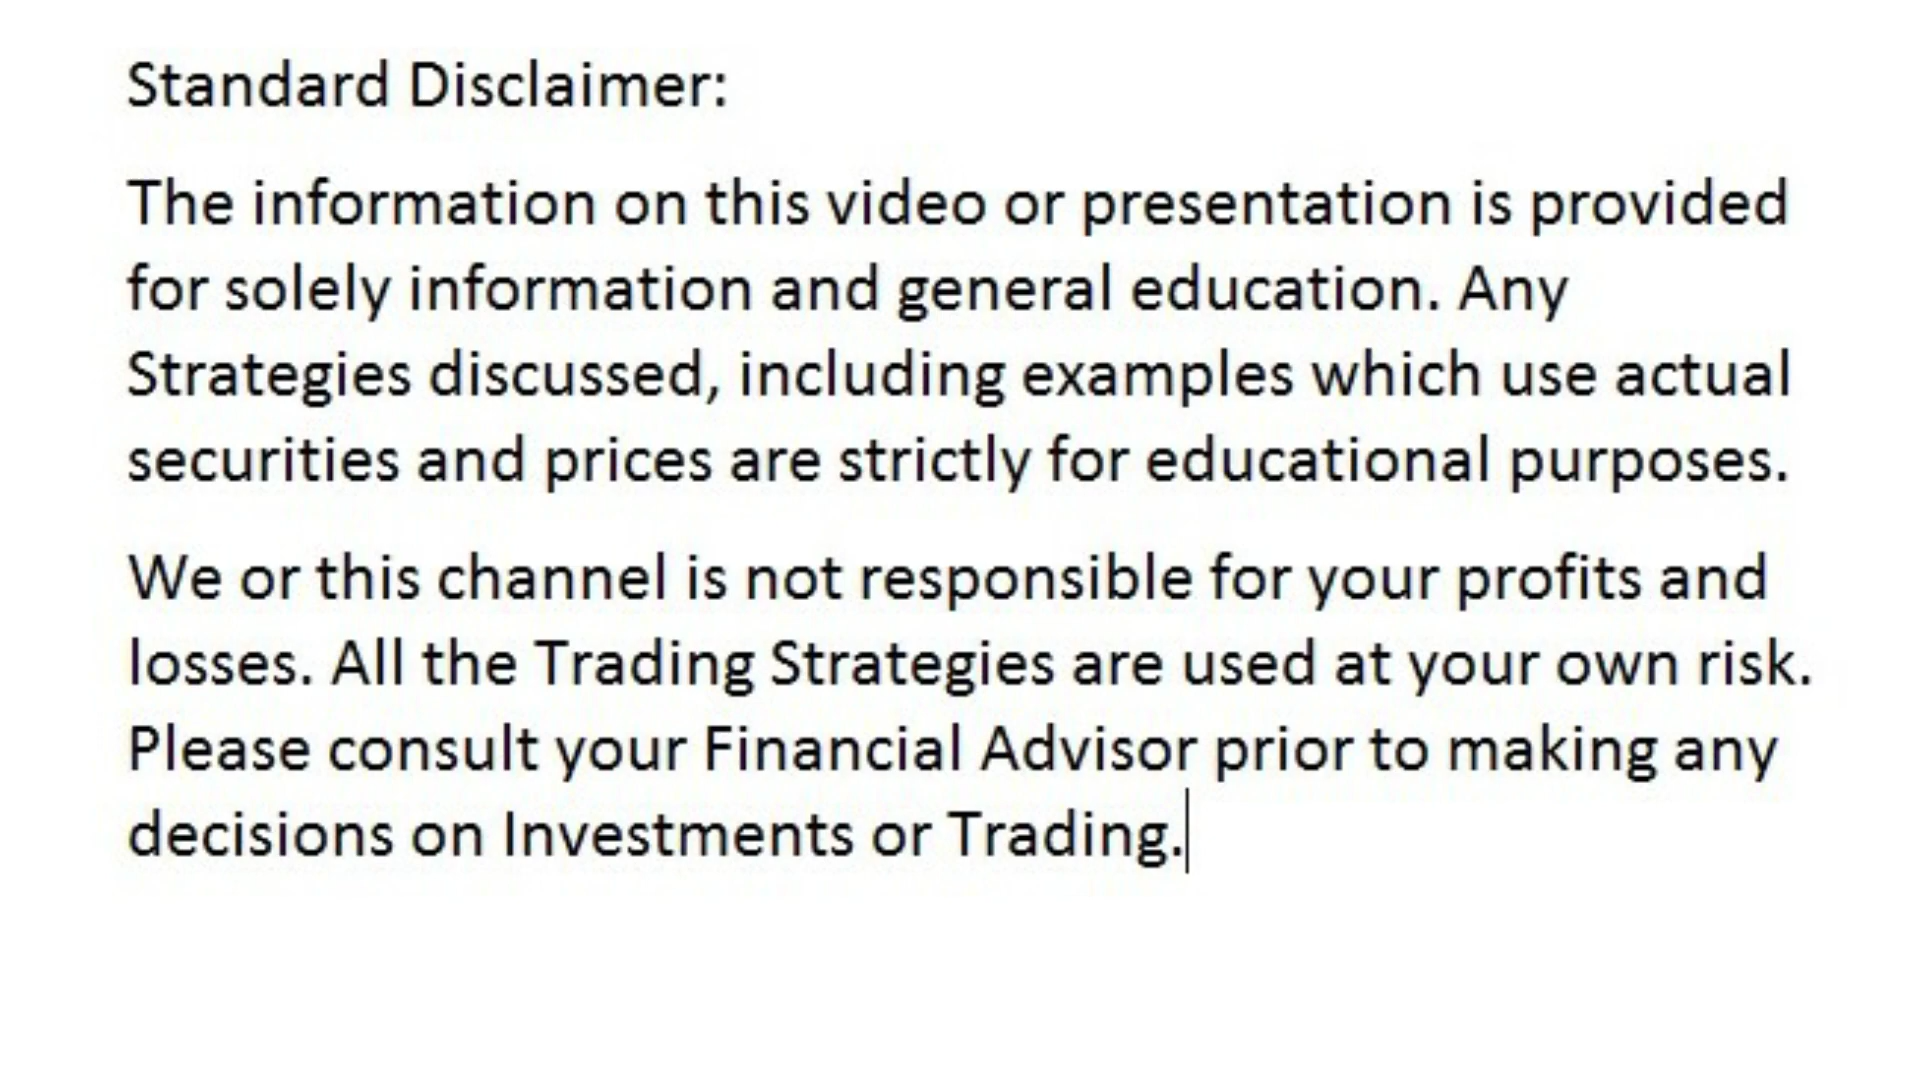 Standard Disclaimer:
The information on this video or presentation is provided
for solely information and general education. Any
Strategies discussed, including examples which use actual
securities and prices are strictly for educational purposes.
We or this channel is not responsible for your profits and
losses. All the Trading Strategies are used at your own risk.
Please consult your Financial Advisor prior to making any
decisions on Investments or Trading.